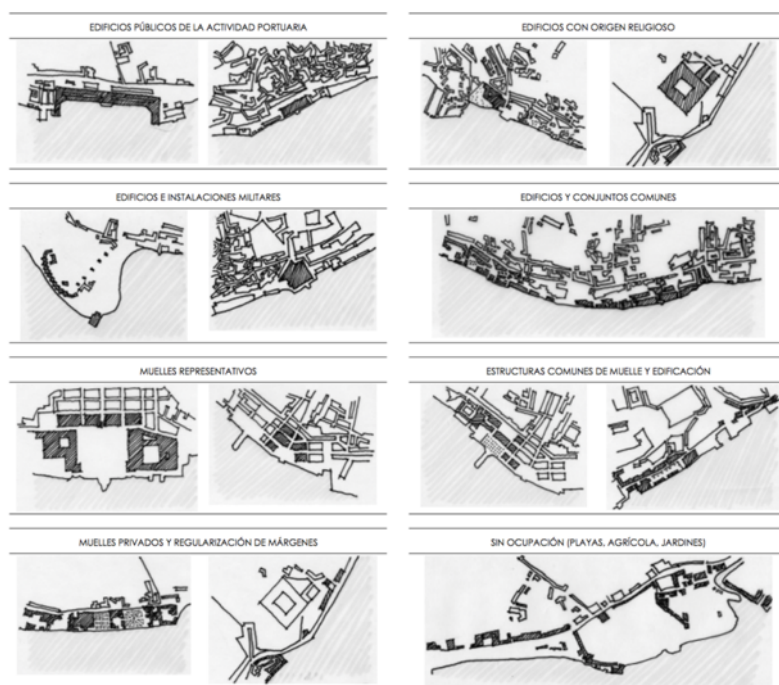 EDIFICIOS PÚBLICOS DE LA ACTIVIDAD PORTUARIA
EDIFICIOS CON ORIGEN RELIGIOSO
EDIFICIOS E INSTALACIONES MILITARES
EDIFICIOS Y CONJUNTOS COMUNES
MUELLES REPRESENTATIVOS
ESTRUCTURAS COMUNES DE MUELLE Y EDIFICACIÓN
MUELLES PRIVADOS Y REGULARIZACIÓN DE MÁRGENES
SIN OCUPACIÓN (PLAYAS, AGRÍCOLA, JARDINES)